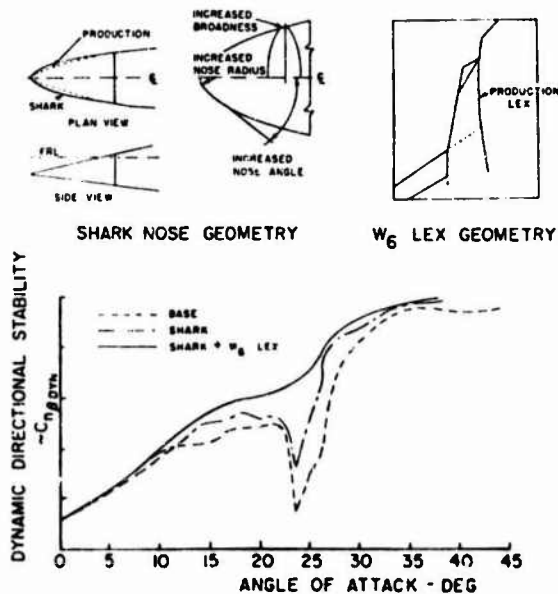 PRODUCTION
SHARK
PLAN VIEW
FRL
SIDE VIEW
INCREASED
BROADNESS
INCREASED
NOSE RADIUS
INCREASED
NOSE ANGLE
℄
℄
SHARK NOSE GEOMETRY
PRODUCTION
LEX
W6 LEX GEOMETRY
DYNAMIC DIRECTIONAL STABILITY
~CnβDYN
BASE
SHARK
SHARK + W6 LEX
0 5 10 15 20 25 30 35 40 45
ANGLE OF ATTACK - DEG